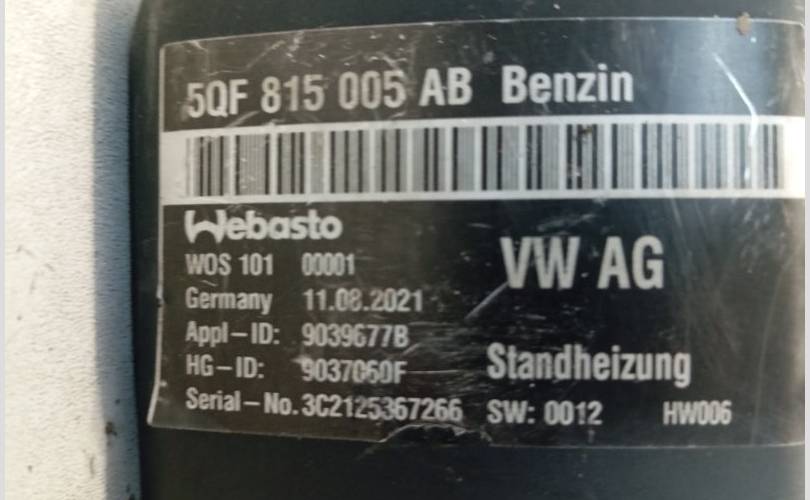 5QF 815 005 AB Benzin
Webasto
WOS 101 00001
VW AG
Germany 11.08.2021
Appl-ID: 9039677B
HG-ID: 9037060F
Standheizung
Serial-No. 3C2125367266 SW: 0012 HW006